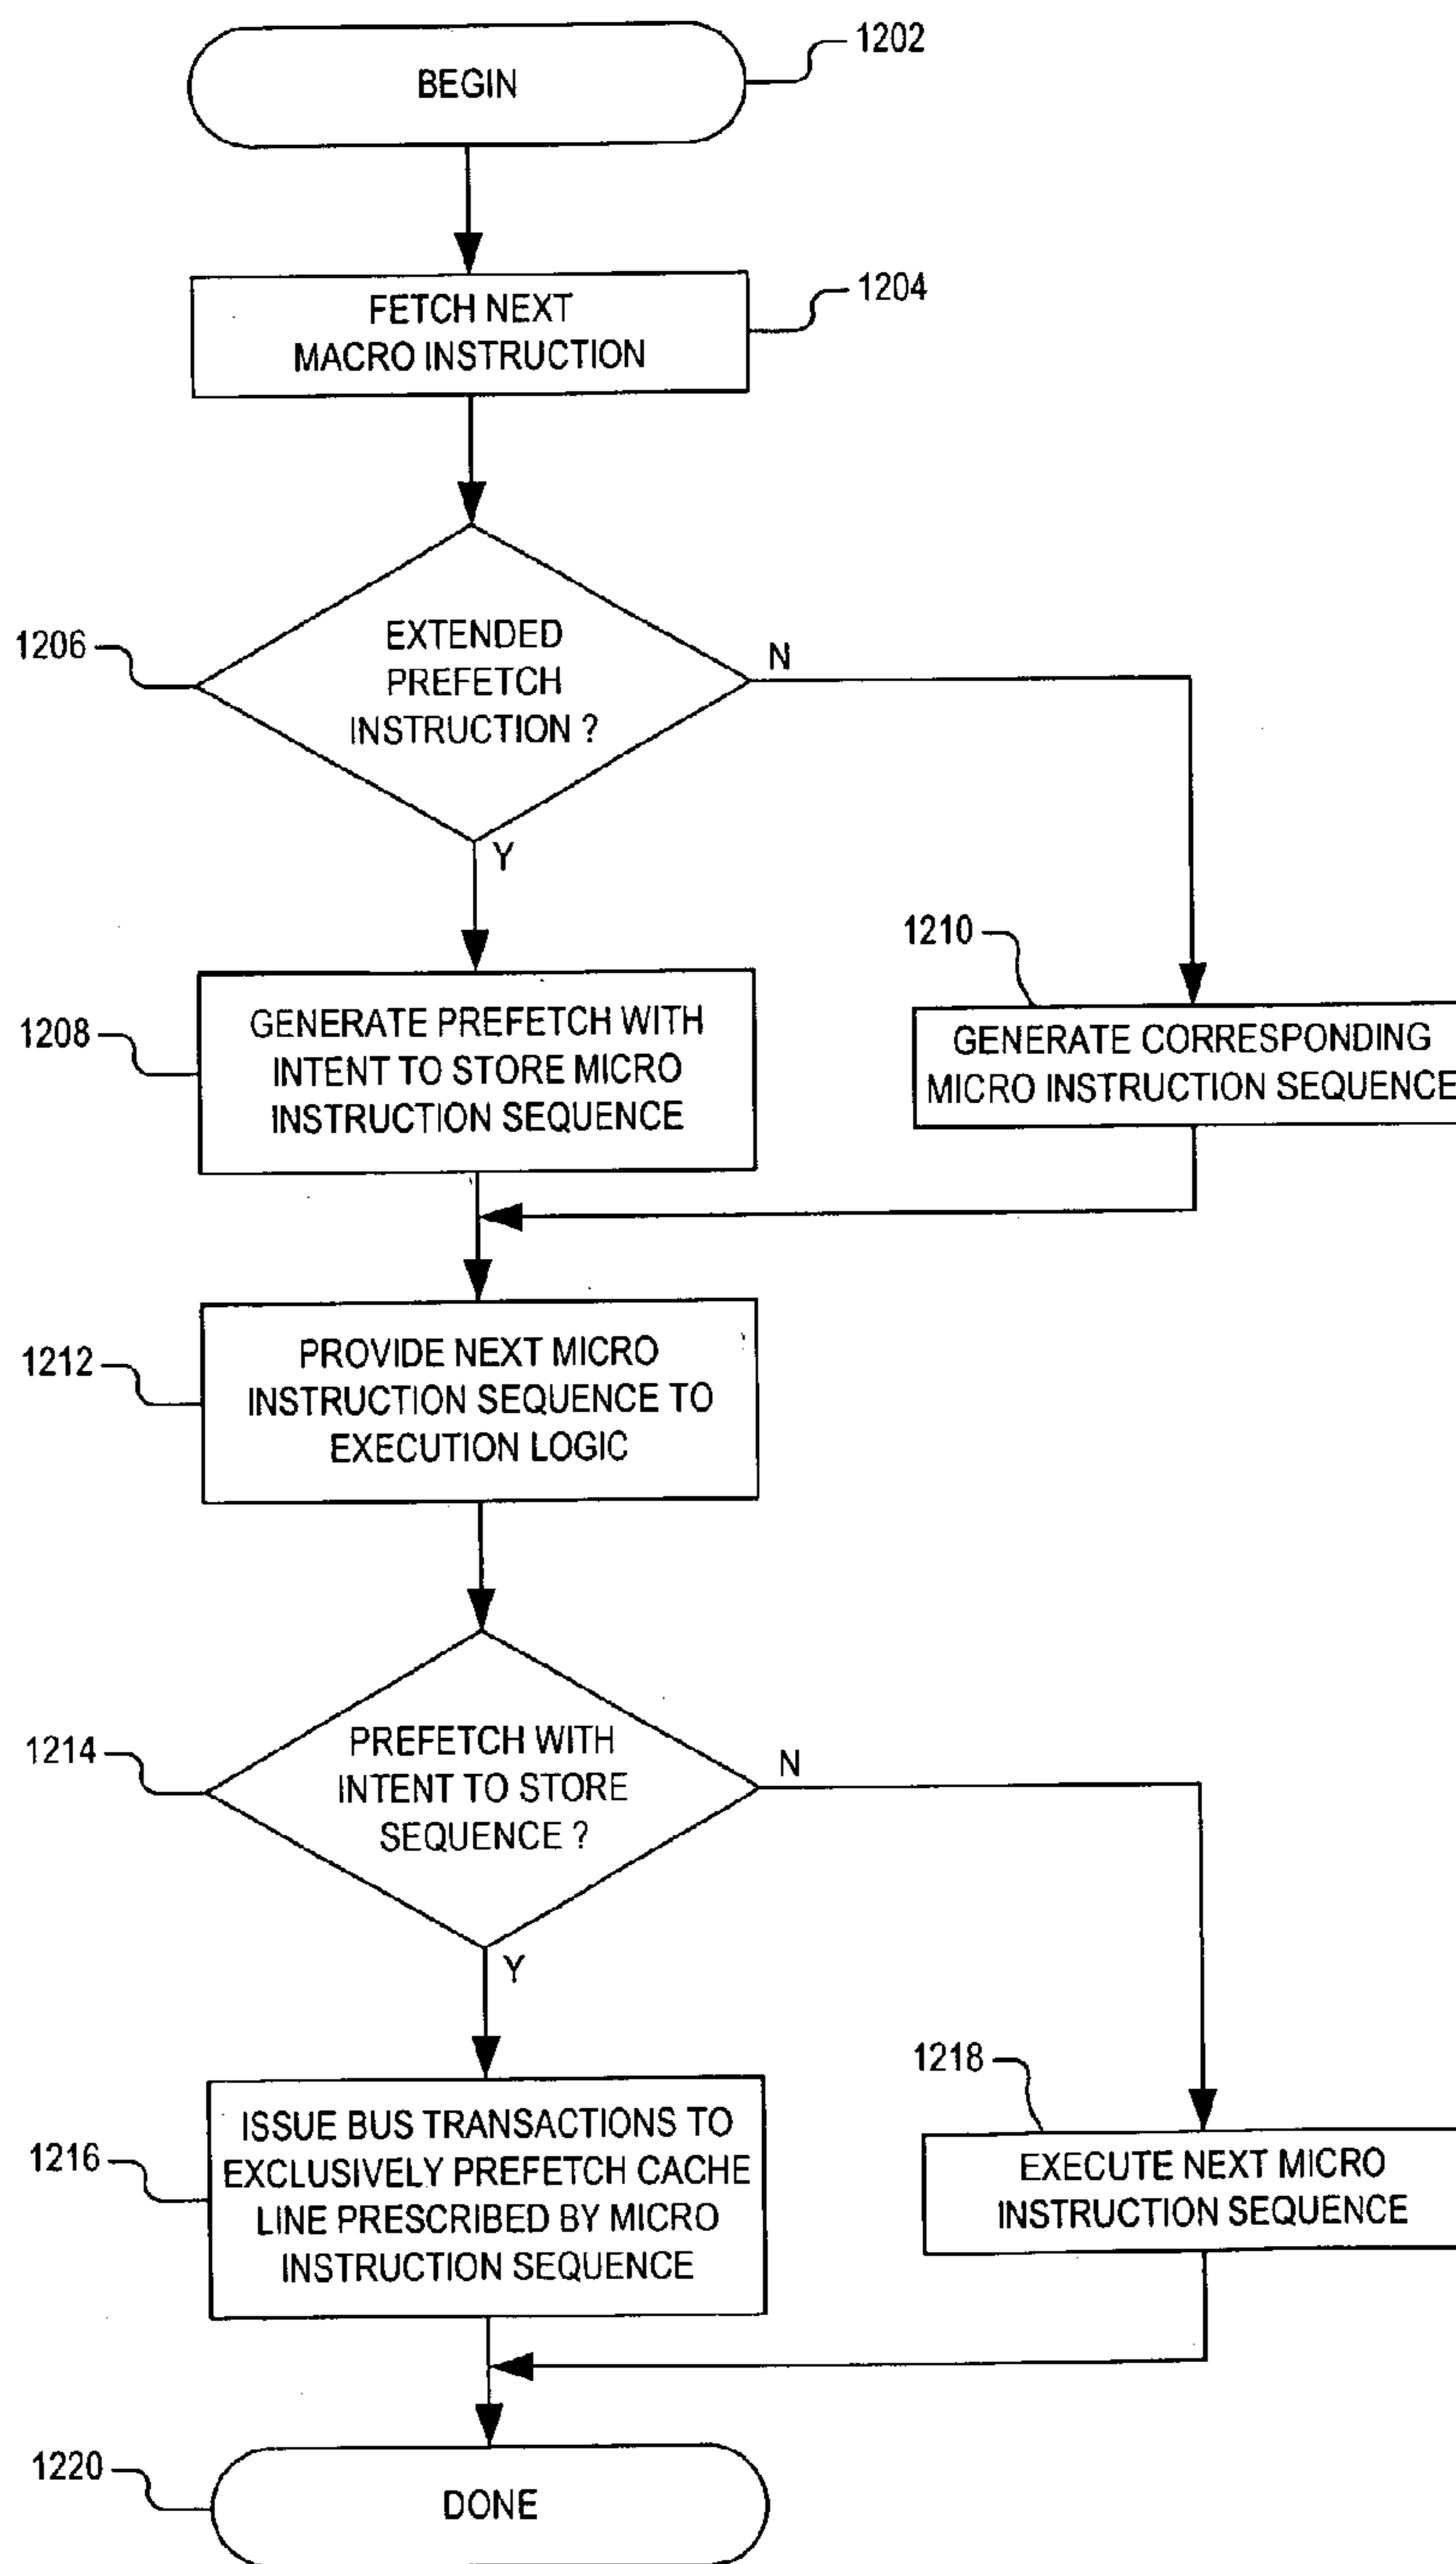 1202
BEGIN
1204
FETCH NEXT
MACRO INSTRUCTION
1206
EXTENDED
PREFETCH
INSTRUCTION ?
N
Y
1208
GENERATE PREFETCH WITH
INTENT TO STORE MICRO
INSTRUCTION SEQUENCE
1210
GENERATE CORRESPONDING
MICRO INSTRUCTION SEQUENCE
1212
PROVIDE NEXT MICRO
INSTRUCTION SEQUENCE TO
EXECUTION LOGIC
1214
PREFETCH WITH
INTENT TO STORE
SEQUENCE ?
N
Y
1216
ISSUE BUS TRANSACTIONS TO
EXCLUSIVELY PREFETCH CACHE
LINE PRESCRIBED BY MICRO
INSTRUCTION SEQUENCE
1218
EXECUTE NEXT MICRO
INSTRUCTION SEQUENCE
1220
DONE